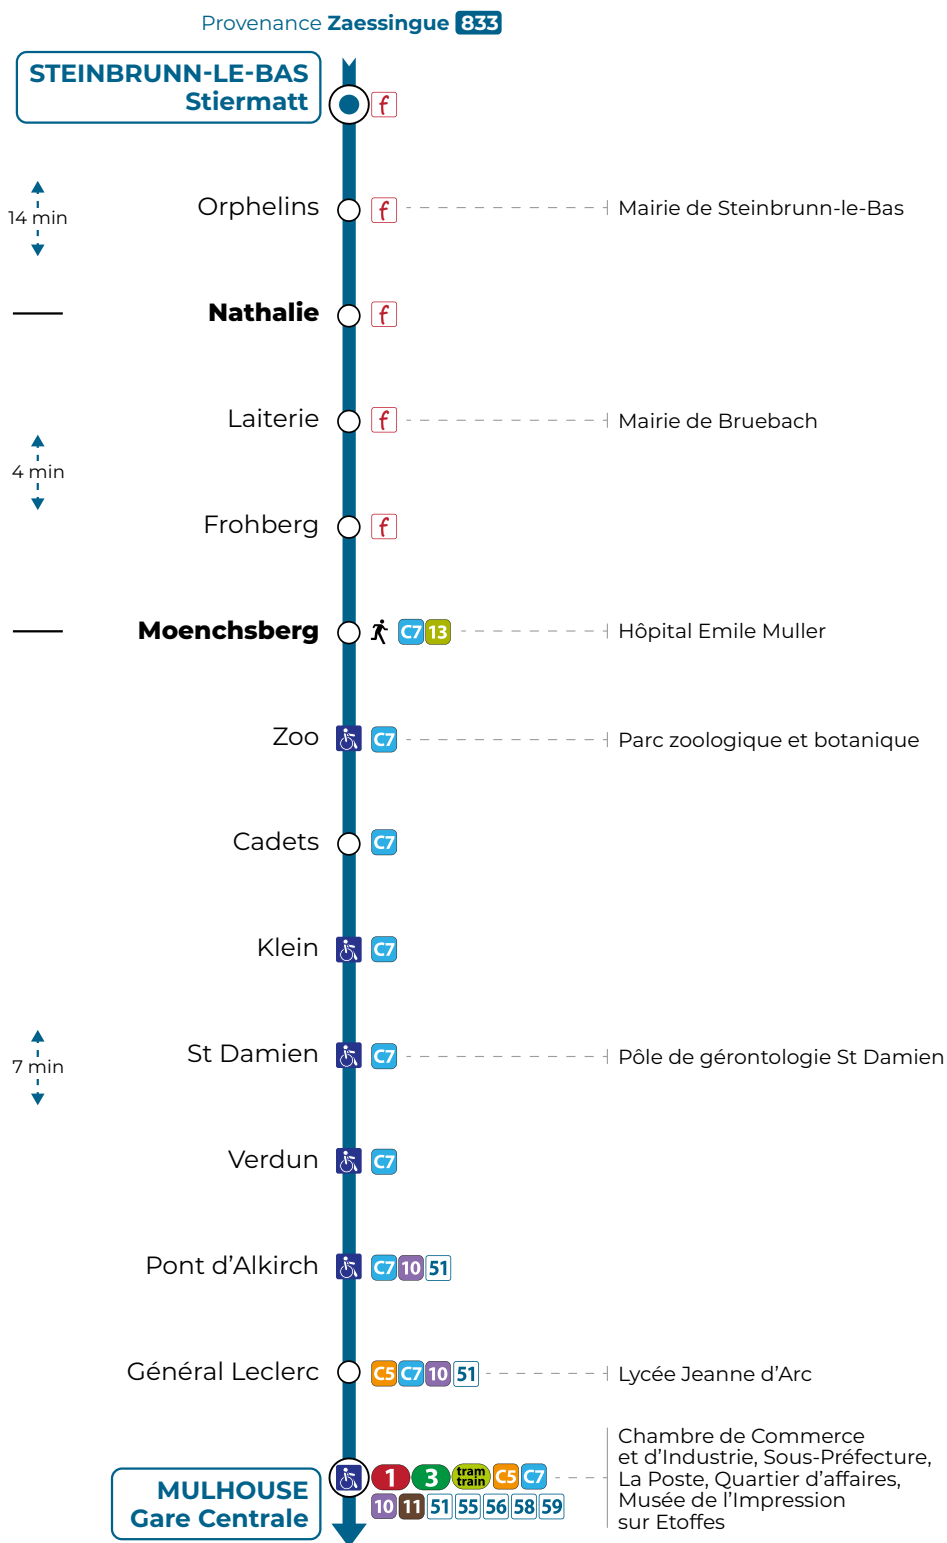 Provenance Zaessingue 833
STEINBRUNN-LE-BAS
Stiermatt
f
14 min
Orphelins f Mairie de Steinbrunn-le-Bas
Nathalie f
Laiterie f Mairie de Bruebach
4 min
Frohberg f
Moenchsberg C7 13 Hôpital Emile Muller
Zoo C7 Parc zoologique et botanique
Cadets C7
Klein C7
St Damien C7 Pôle de gérontologie St Damien
7 min
Verdun C7
Pont d’Alkirch C7 10 51
Général Leclerc C5 C7 10 51 Lycée Jeanne d’Arc
MULHOUSE
Gare Centrale
1 3 tram train C5 C7
10 11 51 55 56 58 59
Chambre de Commerce
et d’Industrie, Sous-Préfecture,
La Poste, Quartier d’affaires,
Musée de l’Impression
sur Etoffes